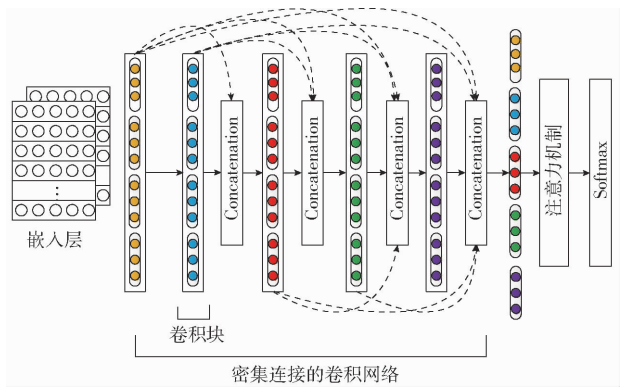 嵌入层
Concatenation
Concatenation
Concatenation
Concatenation
注意力机制
Softmax
卷积块
密集连接的卷积网络